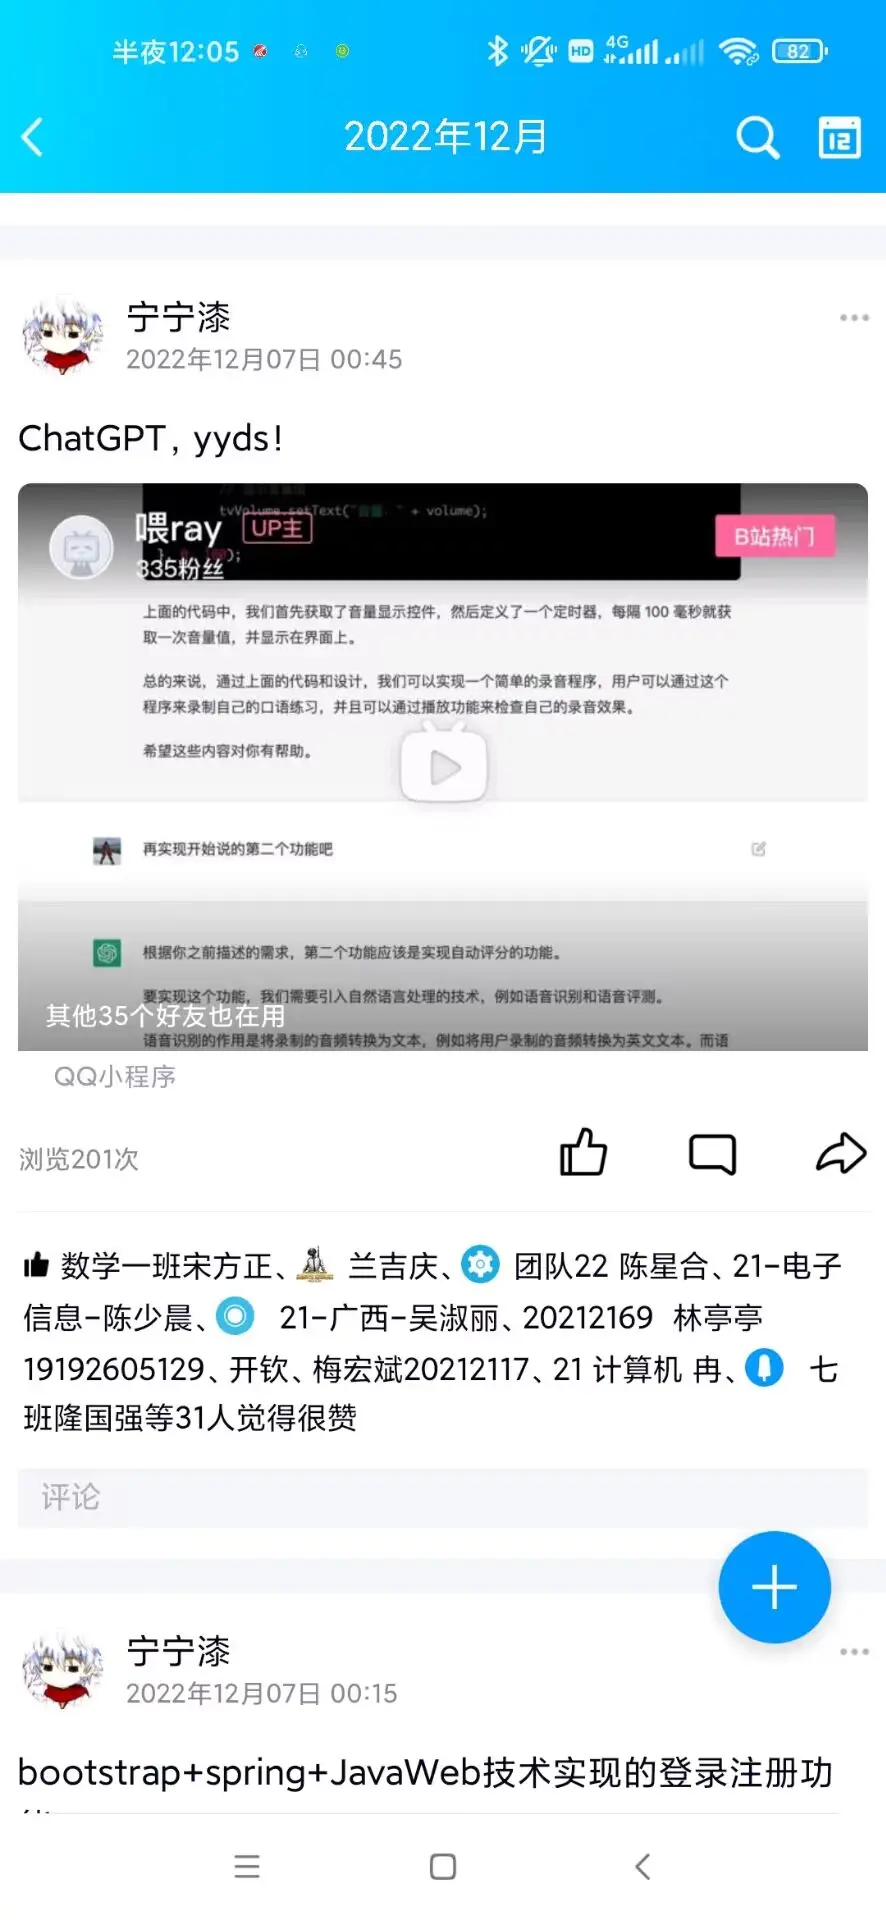 半夜12:05
HD 4G 82
2022年12月
12
宁宁漆
2022年12月07日 00:45
ChatGPT, yyds!
tvVolume.setText("音量: " + volume);
喂ray UP主
B站热门
335粉丝
上面的代码中，我们首先获取了音量显示控件，然后定义了一个定时器，每隔 100 毫秒就获
取一次音量值，并显示在界面上。
总的来说，通过上面的代码和设计，我们可以实现一个简单的录音程序，用户可以通过这个
程序来录制自己的口语练习，并且可以通过播放功能来检查自己的录音效果。
希望这些内容对你有帮助。
再实现开始说的第二个功能吧
根据你之前描述的需求，第二个功能应该是实现自动评分的功能。
要实现这个功能，我们需要引入自然语言处理的技术，例如语音识别和语音评测。
其他35个好友也在用
语音识别的作用是将录制的音频转换为文本，例如将用户录制的音频转换为英文文本。而语
QQ小程序
浏览201次
数学一班宋方正、 兰吉庆、 团队22 陈星合、21-电子
信息-陈少晨、 21-广西-吴淑丽、20212169 林亭亭
19192605129、开钦、梅宏斌20212117、21 计算机 冉、 七
班隆国强等31人觉得很赞
评论
宁宁漆
2022年12月07日 00:15
bootstrap+spring+JavaWeb技术实现的登录注册功